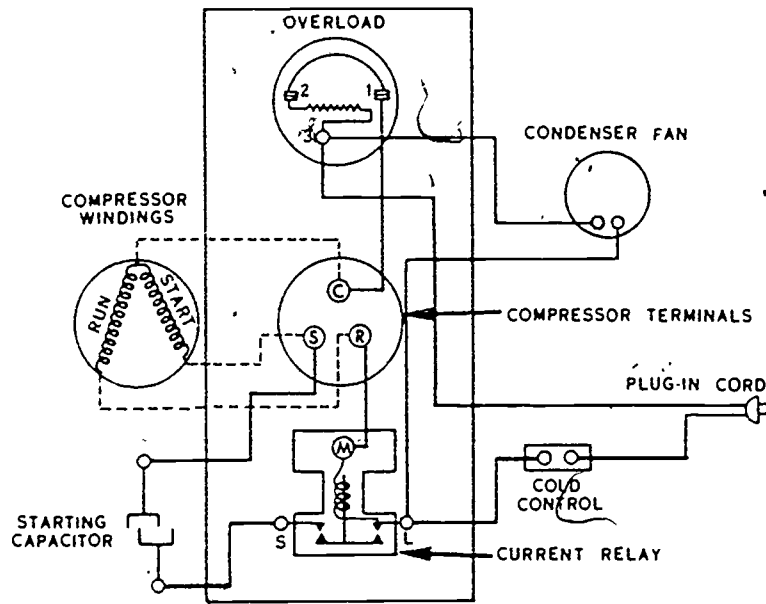 OVERLOAD
2 1
3
CONDENSER FAN
COMPRESSOR
WINDINGS
RUN
START
C
S R
COMPRESSOR TERMINALS
PLUG-IN CORD
M
COLD
CONTROL
STARTING
CAPACITOR
S L
CURRENT RELAY